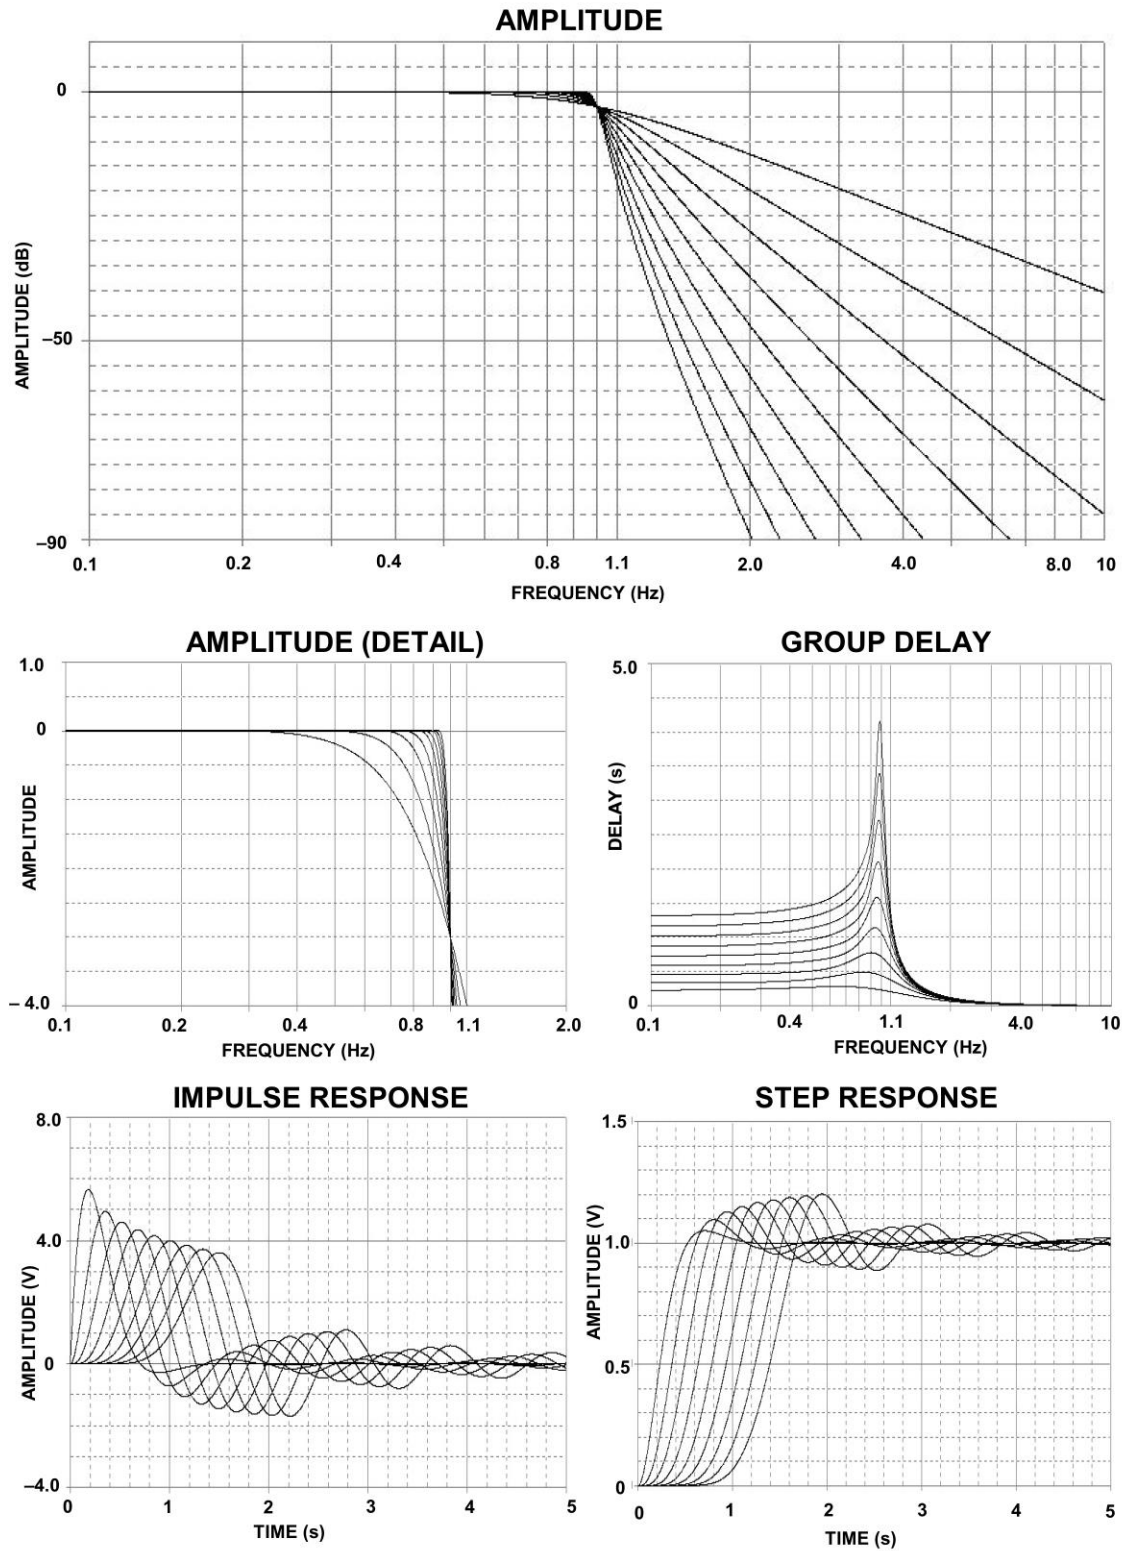 AMPLITUDE
0
–50
–90
AMPLITUDE (dB)
0.1 0.2 0.4 0.8 1.1 2.0 4.0 8.0 10
FREQUENCY (Hz)
AMPLITUDE (DETAIL)
1.0
0
– 4.0
AMPLITUDE
0.1 0.2 0.4 0.8 1.1 2.0
FREQUENCY (Hz)
GROUP DELAY
5.0
0
DELAY (s)
0.1 0.4 1.1 4.0 10
FREQUENCY (Hz)
IMPULSE RESPONSE
8.0
4.0
0
–4.0
AMPLITUDE (V)
0 1 2 3 4 5
TIME (s)
STEP RESPONSE
1.5
1.0
0.5
0
AMPLITUDE (V)
0 1 2 3 4 5
TIME (s)